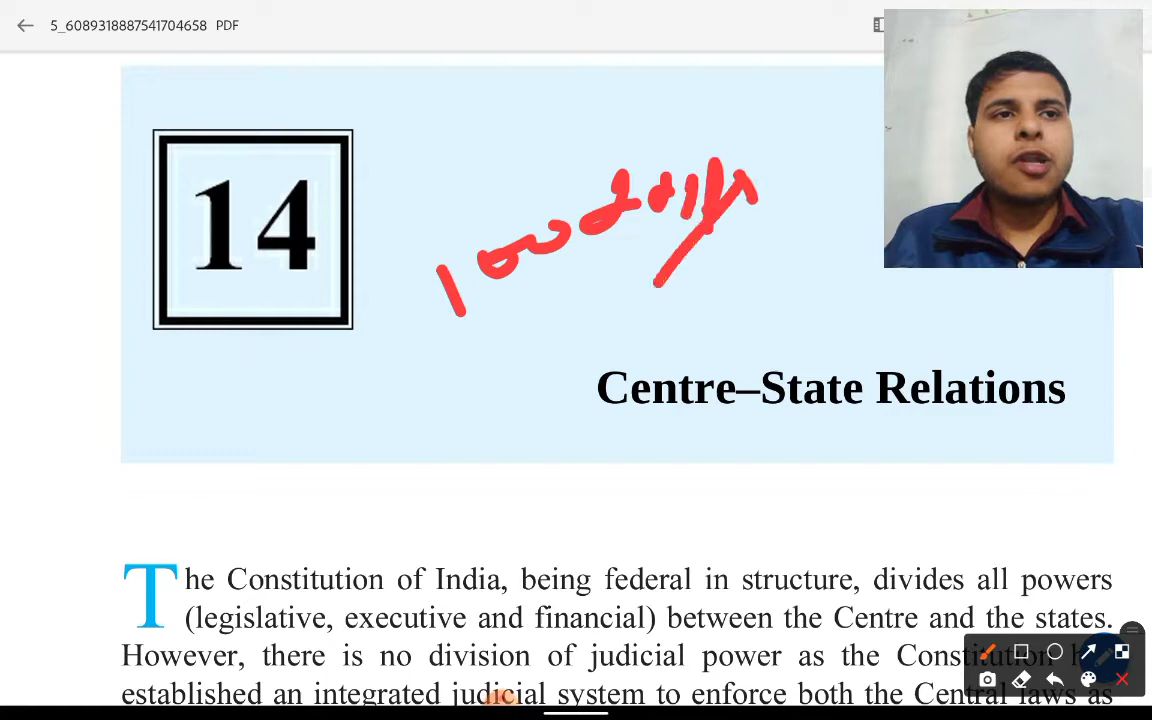 5_6089318887541704658 PDF
14
Centre–State Relations
The Constitution of India, being federal in structure, divides all powers
(legislative, executive and financial) between the Centre and the states.
However, there is no division of judicial power as the Constitution
established an integrated judicial system to enforce both the Central laws as